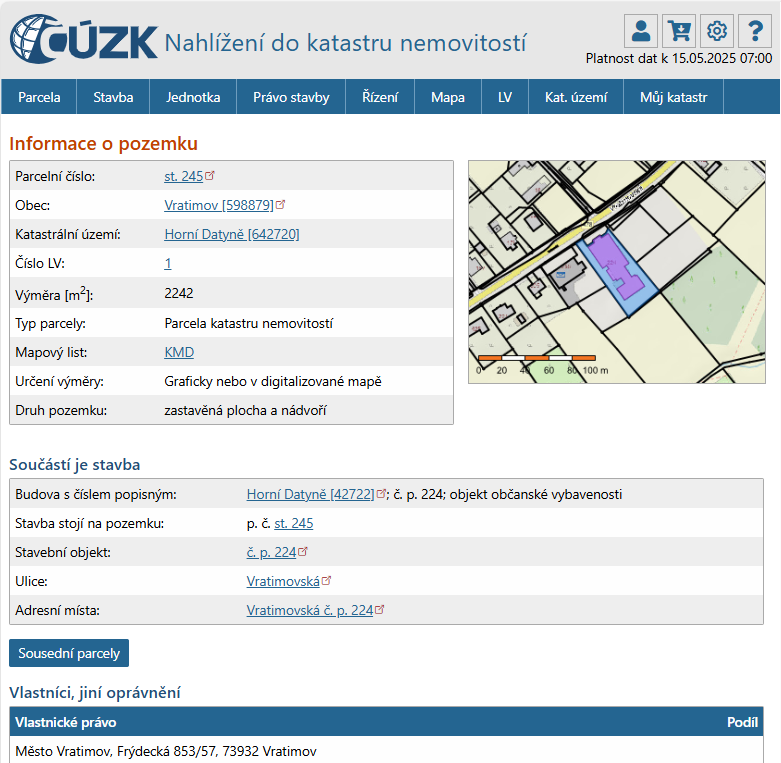 ČÚZK Nahlížení do katastru nemovitostí
Platnost dat k 15.05.2025 07:00
Parcela Stavba Jednotka Právo stavby Řízení Mapa LV Kat. území Můj katastr
Informace o pozemku
Parcelní číslo: st. 245
Obec: Vratimov [598879]
Katastrální území: Horní Datyně [642720]
Číslo LV: 1
Výměra [m²]: 2242
Typ parcely: Parcela katastru nemovitostí
Mapový list: KMD
Určení výměry: Graficky nebo v digitalizované mapě
Druh pozemku: zastavěná plocha a nádvoří
0 20 40 60 80 100 m
Součástí je stavba
Budova s číslem popisným: Horní Datyně [42722]; č. p. 224; objekt občanské vybavenosti
Stavba stojí na pozemku: p. č. st. 245
Stavební objekt: č. p. 224
Ulice: Vratimovská
Adresní místa: Vratimovská č. p. 224
Sousední parcely
Vlastníci, jiní oprávnění
Vlastnické právo Podíl
Město Vratimov, Frýdecká 853/57, 73932 Vratimov